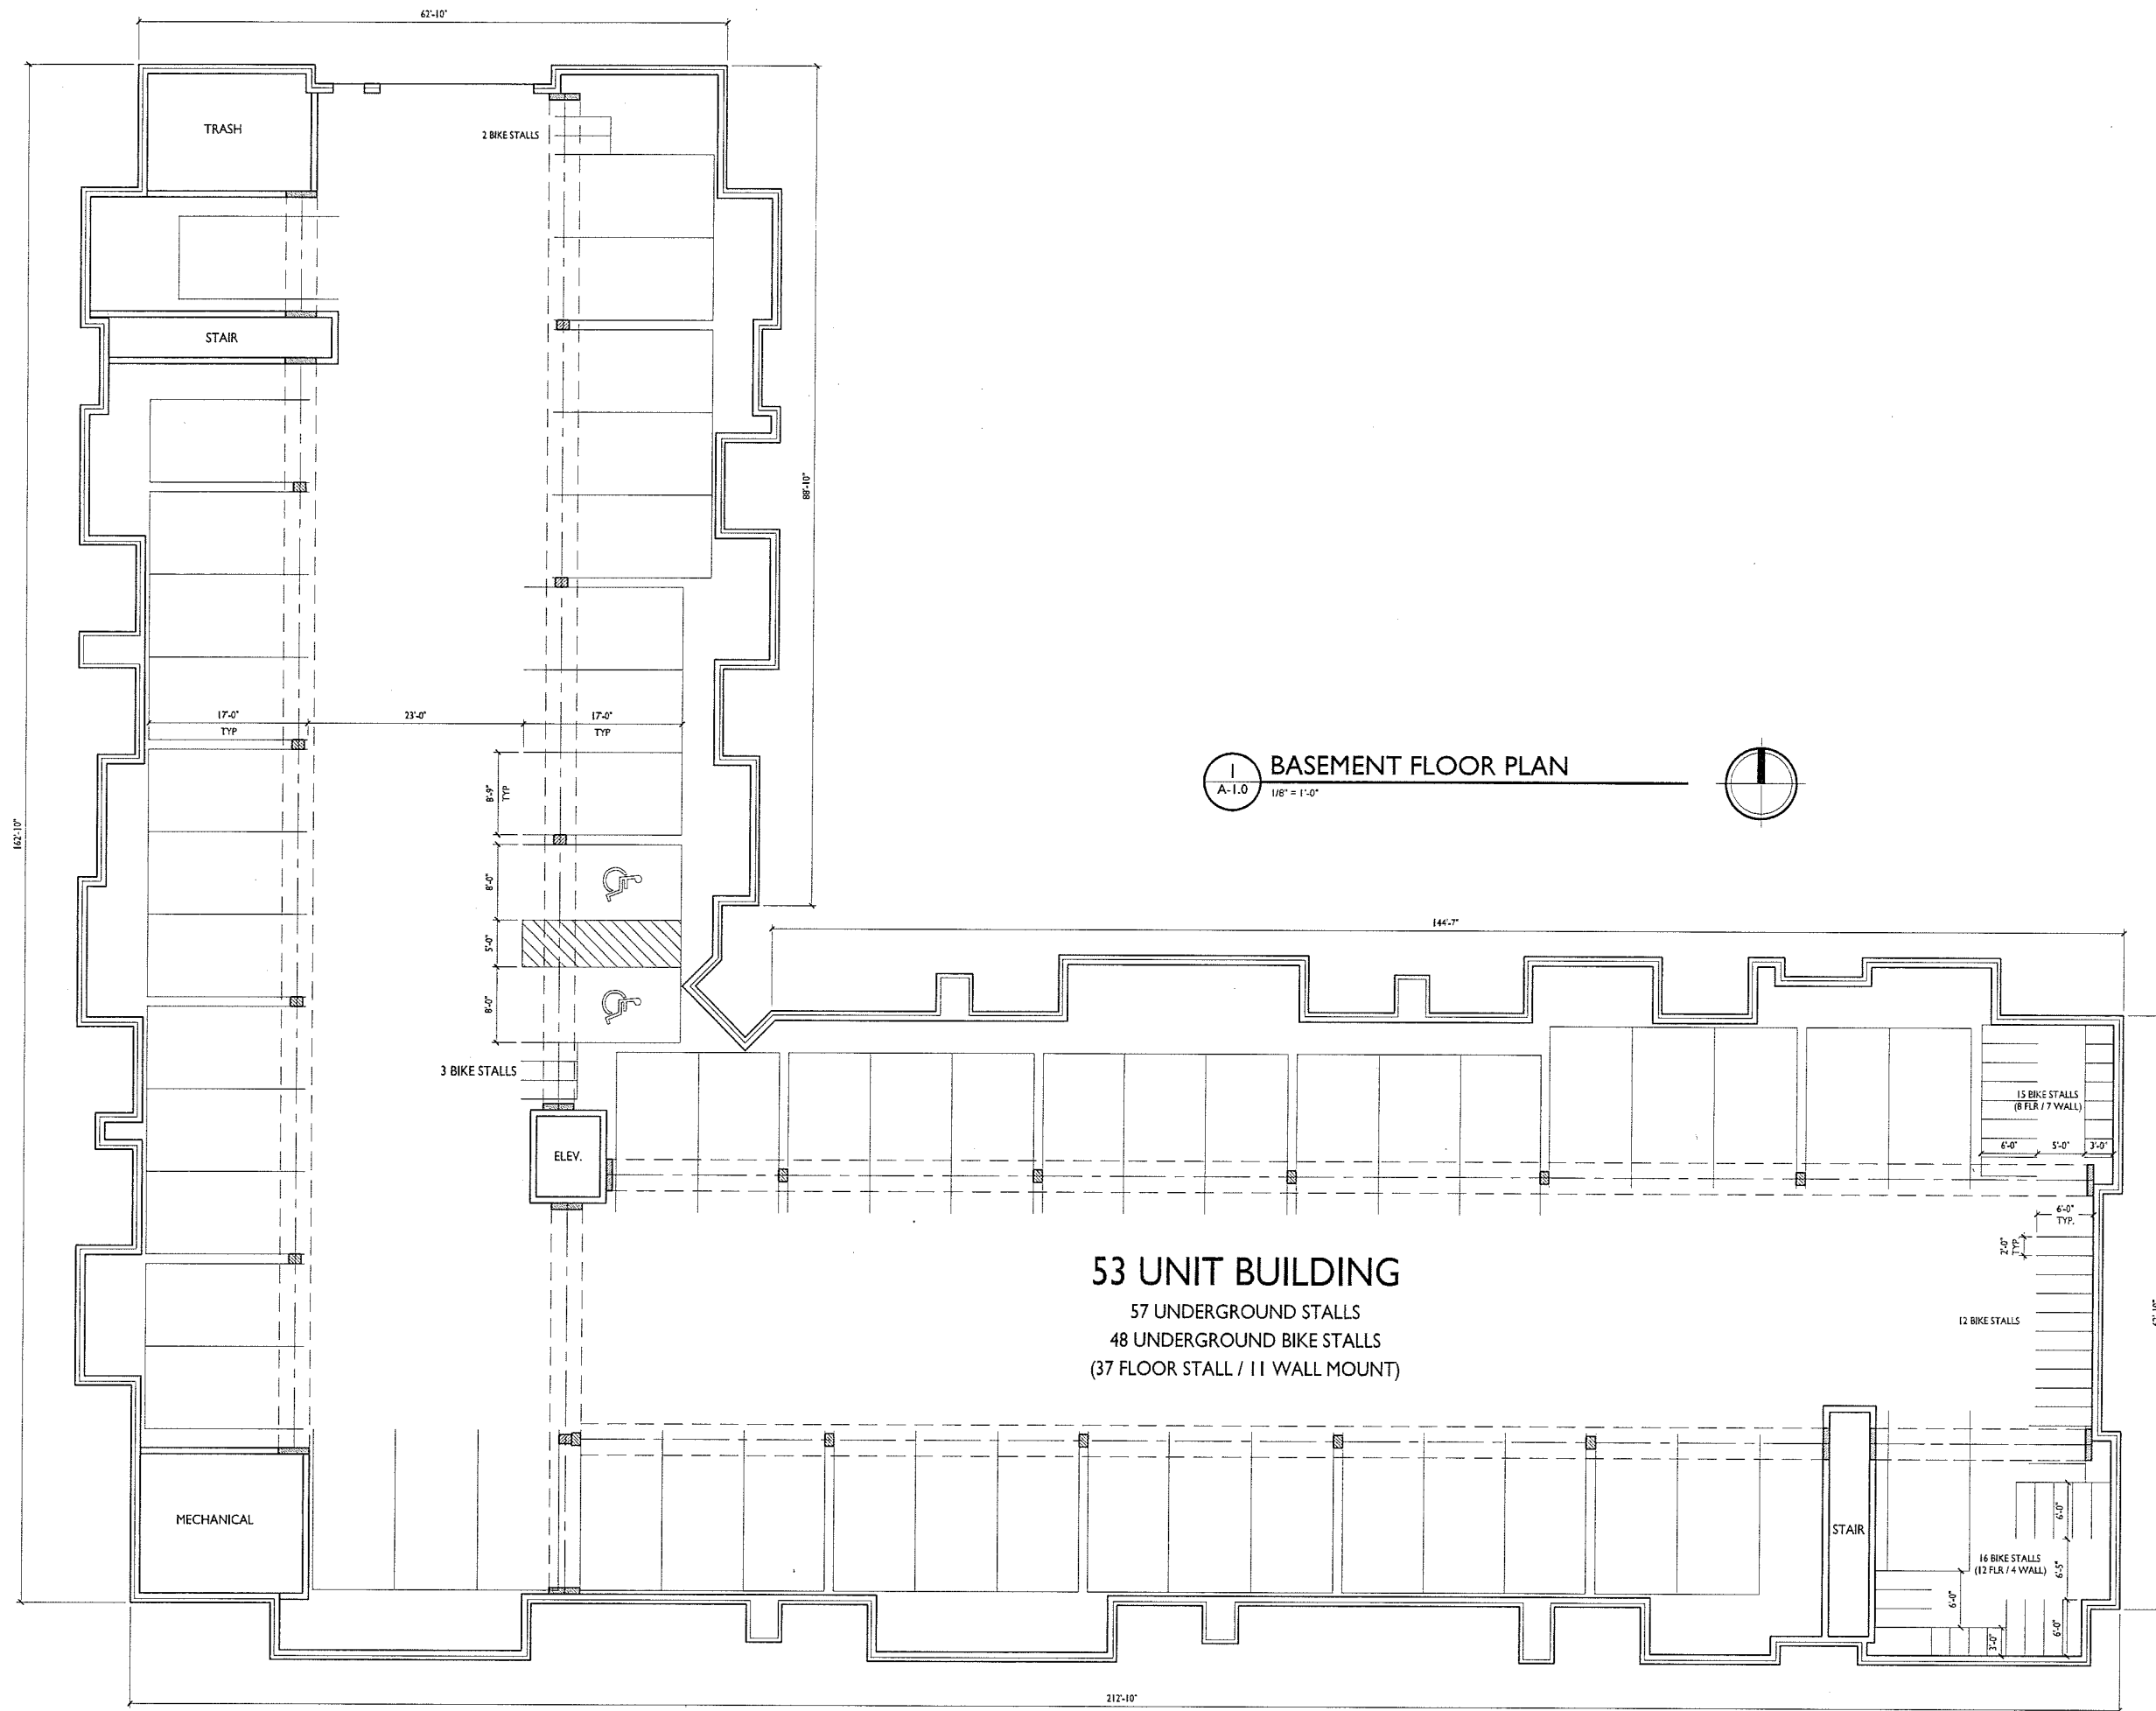 62'-10"
TRASH
2 BIKE STALLS
STAIR
88'-10"
17'-0"
TYP
23'-0"
17'-0"
TYP
8'-9"
TYP
162'-10"
8'-0"
5'-0"
8'-0"
1
A-1.0
BASEMENT FLOOR PLAN
1/8" = 1'-0"
144'-7"
3 BIKE STALLS
ELEV.
15 BIKE STALLS
(8 FLR / 7 WALL)
6'-0"
5'-0"
3'-0"
6'-0"
TYP.
2'-0"
TYP
53 UNIT BUILDING
57 UNDERGROUND STALLS
48 UNDERGROUND BIKE STALLS
(37 FLOOR STALL / 11 WALL MOUNT)
12 BIKE STALLS
MECHANICAL
STAIR
6'-0"
16 BIKE STALLS
(12 FLR / 4 WALL)
6'-5"
6'-0"
3'-0"
6'-0"
212'-10"